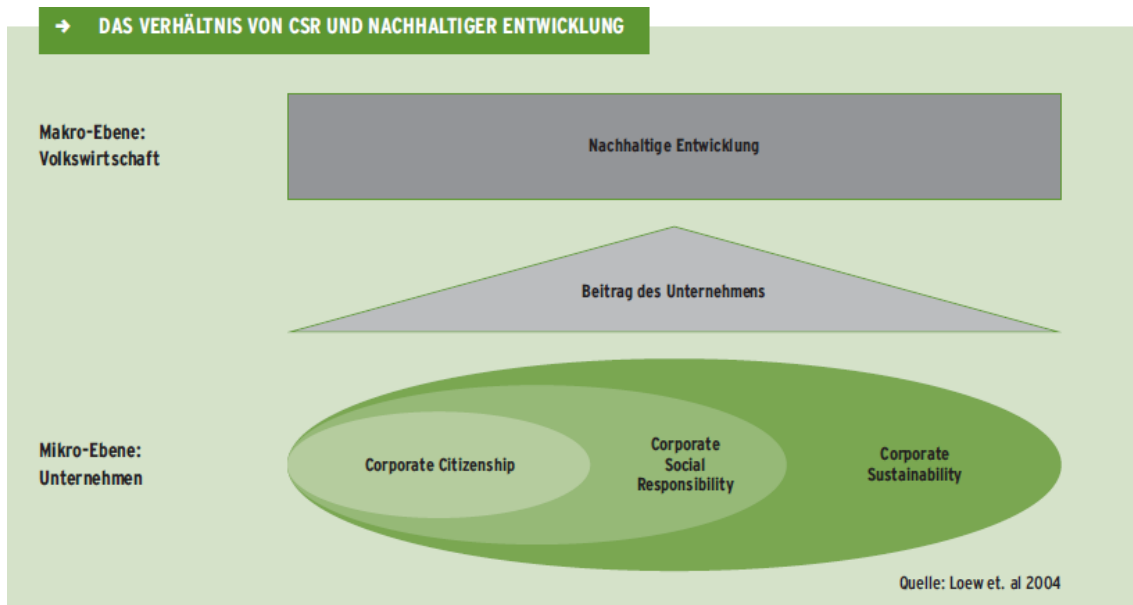 → DAS VERHÄLTNIS VON CSR UND NACHHALTIGER ENTWICKLUNG
Makro-Ebene:
Volkswirtschaft
Nachhaltige Entwicklung
Beitrag des Unternehmens
Mikro-Ebene:
Unternehmen
Corporate Citizenship
Corporate
Social
Responsibility
Corporate
Sustainability
Quelle: Loew et. al 2004